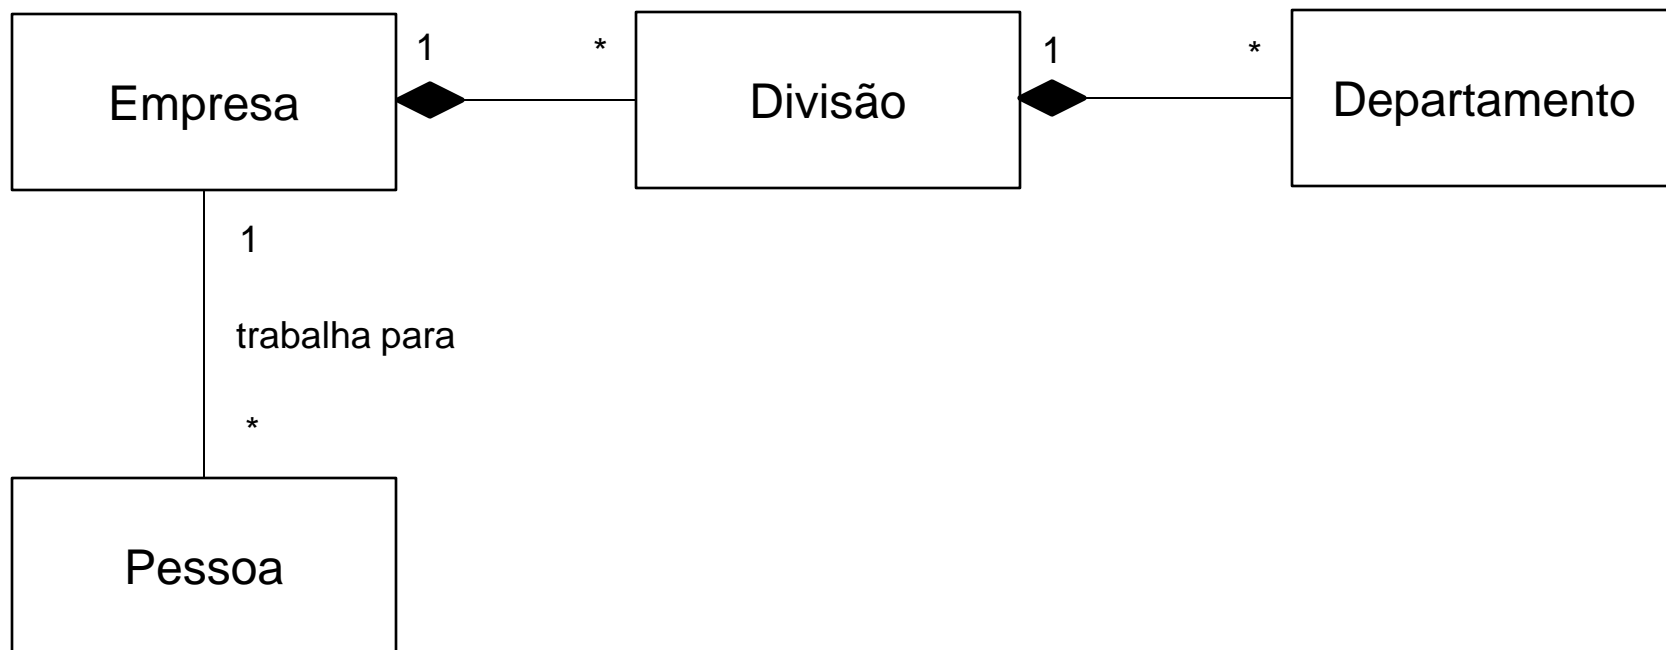 1
*
1
*
Empresa
Divisão
Departamento
1
trabalha para
*
Pessoa